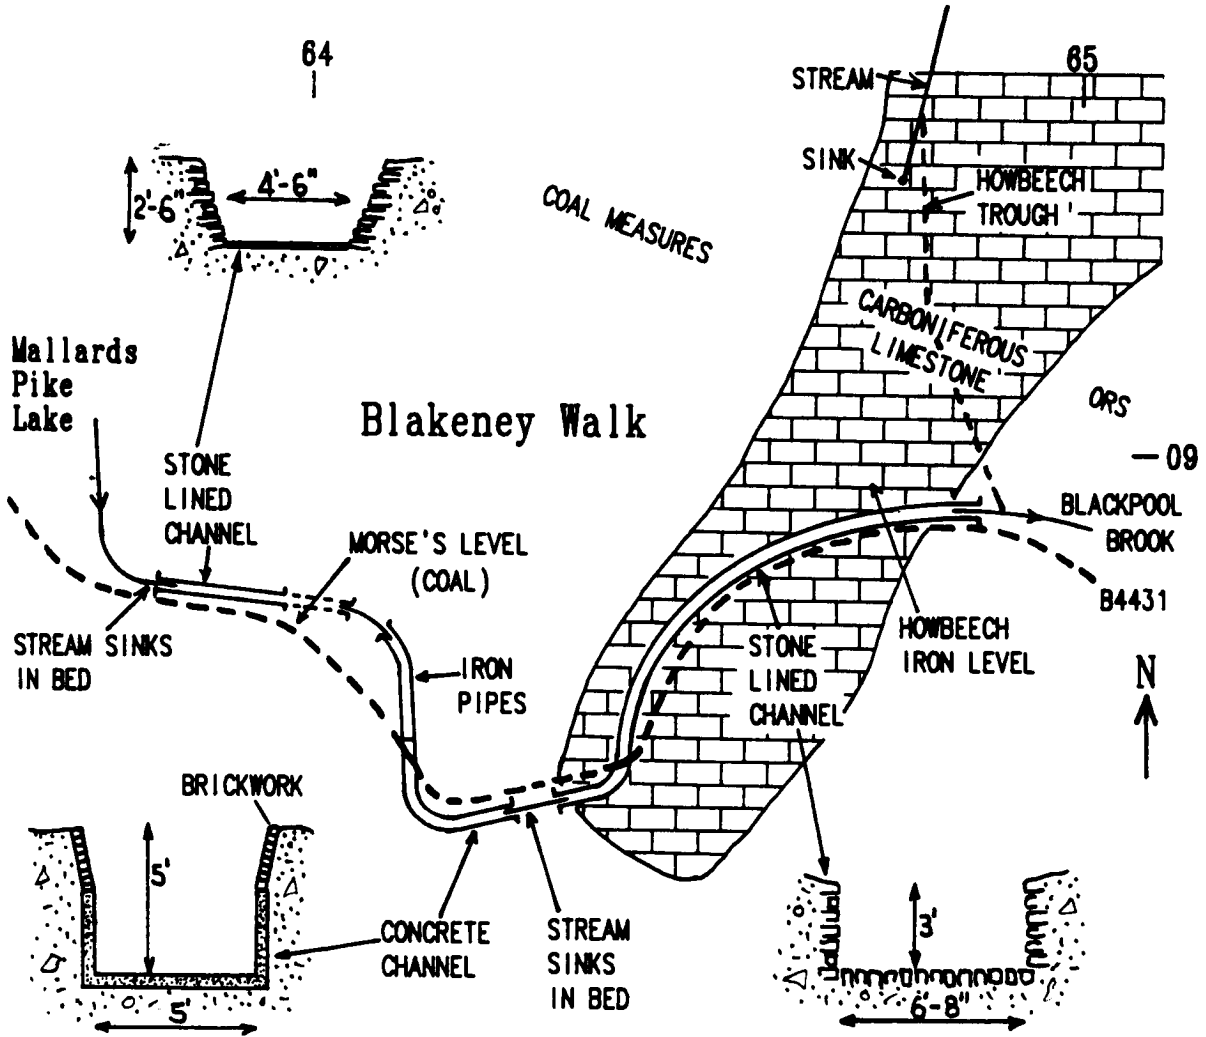 64
65
STREAM
SINK
HOWBEECH
TROUGH
4'-6"
2'-6"
COAL MEASURES
CARBONIFEROUS
LIMESTONE
Mallards
Pike
Lake
Blakeney Walk
ORS
09
STONE
LINED
CHANNEL
MORSE'S LEVEL
(COAL)
BLACKPOOL
BROOK
B4431
STREAM SINKS
IN BED
IRON
PIPES
STONE
LINED
CHANNEL
HOWBEECH
IRON LEVEL
N
BRICKWORK
5'
5'
CONCRETE
CHANNEL
STREAM
SINKS
IN BED
3'
6'-8"